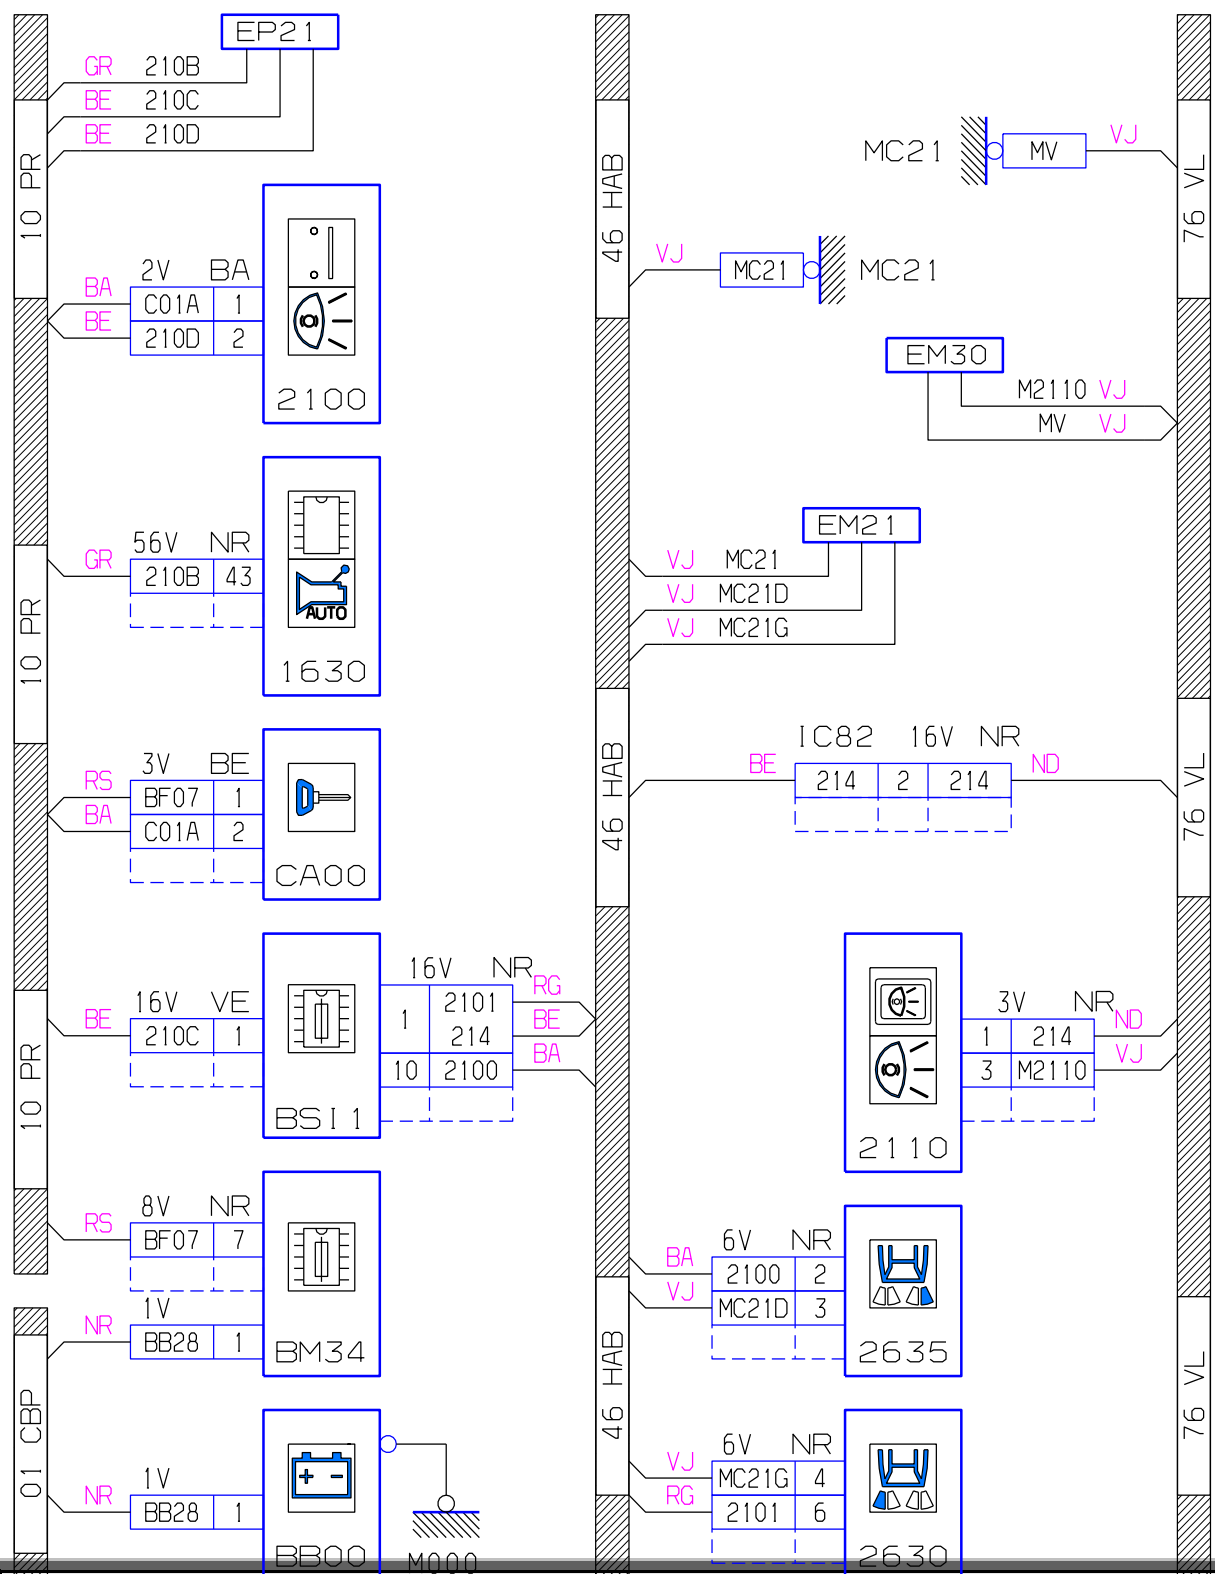 EP21
GR 210B
BE 210C
BE 210D
10 PR
2V BA
BA C01A 1
BE 210D 2
2100
56V NR
GR 210B 43
AUTO
1630
10 PR
3V BE
RS BF07 1
BA C01A 2
CA00
16V VE
BE 210C 1
BSI1
16V NR
1 2101 RG
214 BE
10 2100 BA
10 PR
8V NR
RS BF07 7
1V
NR BB28 1
BM34
01 CBP
1V
NR BB28 1
BB00
M000
46 HAB
MC21 MV VJ
VJ MC21 MC21
76 VL
EM30
M2110 VJ
MV VJ
EM21
VJ MC21
VJ MC21D
VJ MC21G
46 HAB
IC82 16V NR
BE 214 2 214 ND
76 VL
3V NR
1 214 ND
3 M2110 VJ
2110
6V NR
BA 2100 2
VJ MC21D 3
2635
46 HAB
76 VL
6V NR
VJ MC21G 4
RG 2101 6
2630